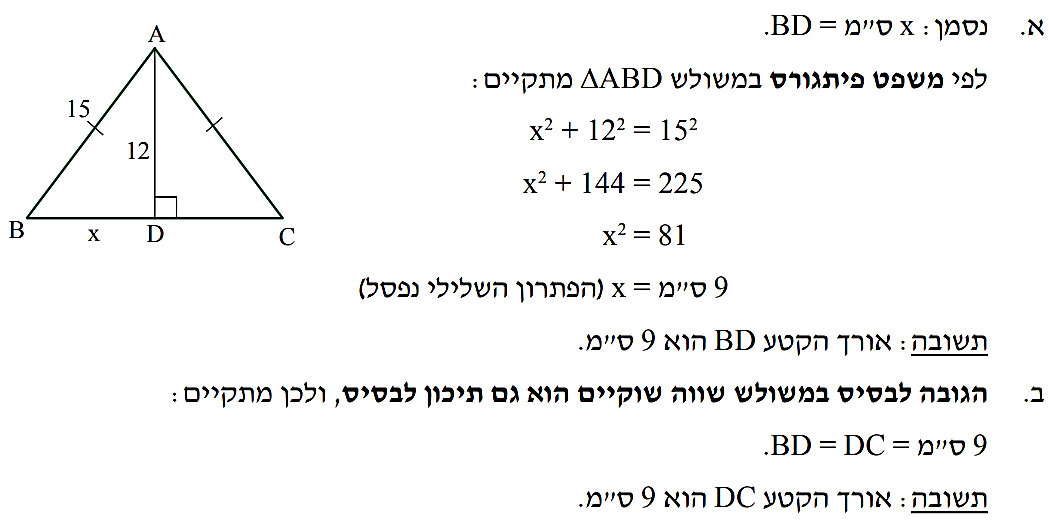 א. נסמן: x ס"מ = BD.
לפי משפט פיתגורס במשולש ΔABD מתקיים:
x² + 12² = 15²
x² + 144 = 225
x² = 81
9 ס"מ = x (הפתרון השלילי נפסל)
תשובה: אורך הקטע BD הוא 9 ס"מ.
ב. הגובה לבסיס במשולש שווה שוקיים הוא גם תיכון לבסיס, ולכן מתקיים:
9 ס"מ = BD = DC.
תשובה: אורך הקטע DC הוא 9 ס"מ.
A
15
12
B
x
D
C